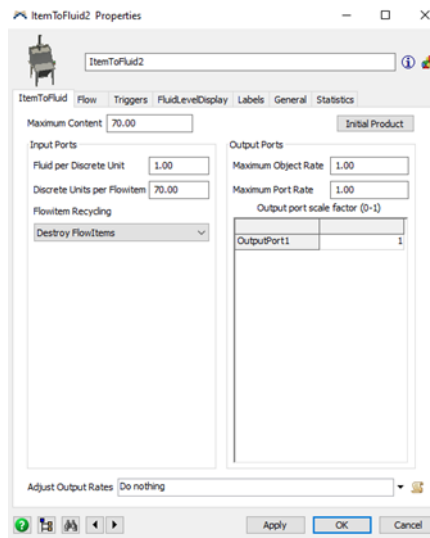 ItemToFluid2 Properties
ItemToFluid2
ItemToFluid Flow Triggers FluidLevelDisplay Labels General Statistics
Maximum Content 70.00 Initial Product
Input Ports Output Ports
Fluid per Discrete Unit 1.00 Maximum Object Rate 1.00
Discrete Units per Flowitem 70.00 Maximum Port Rate 1.00
Flowitem Recycling Output port scale factor (0-1)
Destroy FlowItems
OutputPort1 1
Adjust Output Rates Do nothing
Apply OK Cancel